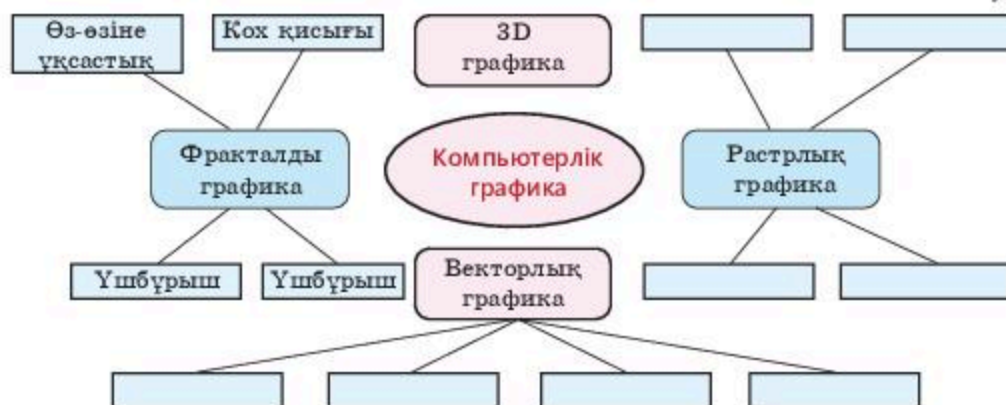 Өз-өзіне
ұқсастық
Кох қисығы
3D
графика
Фракталды
графика
Компьютерлік
графика
Растрлық
графика
Үшбұрыш
Үшбұрыш
Векторлық
графика